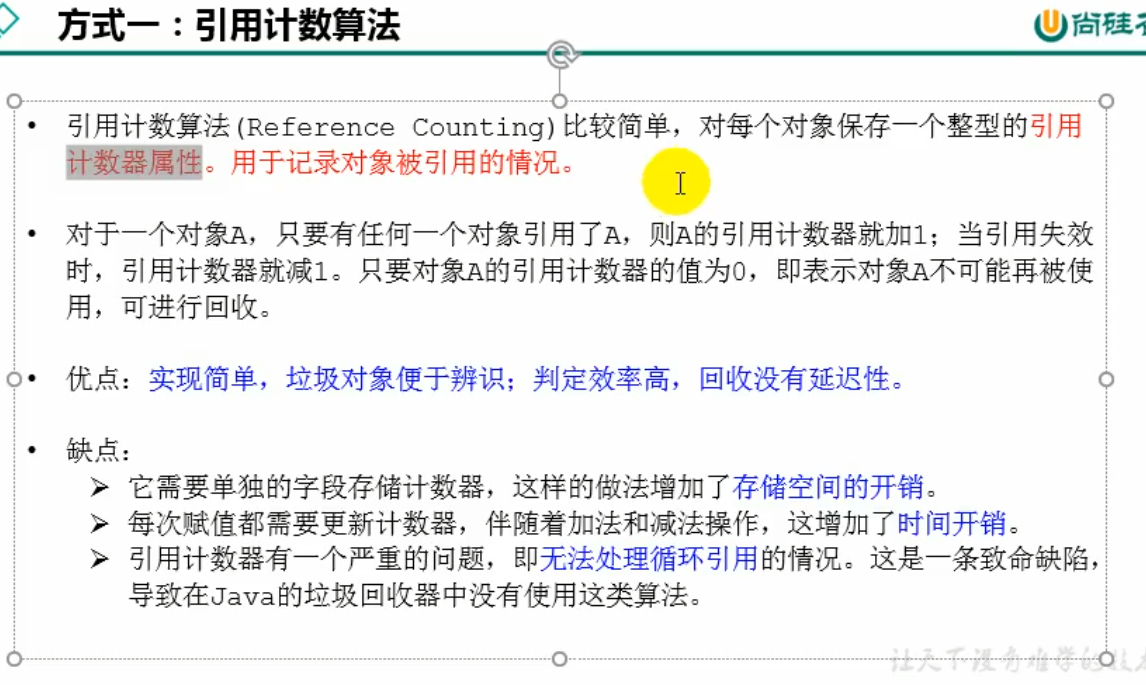 方式一：引用计数算法
尚硅
• 引用计数算法(Reference Counting)比较简单，对每个对象保存一个整型的引用
计数器属性。用于记录对象被引用的情况。
• 对于一个对象A，只要有任何一个对象引用了A，则A的引用计数器就加1；当引用失效
时，引用计数器就减1。只要对象A的引用计数器的值为0，即表示对象A不可能再被使
用，可进行回收。
• 优点：实现简单，垃圾对象便于辨识；判定效率高，回收没有延迟性。
• 缺点：
➢ 它需要单独的字段存储计数器，这样的做法增加了存储空间的开销。
➢ 每次赋值都需要更新计数器，伴随着加法和减法操作，这增加了时间开销。
➢ 引用计数器有一个严重的问题，即无法处理循环引用的情况。这是一条致命缺陷，
导致在Java的垃圾回收器中没有使用这类算法。
让天下没有难学的技